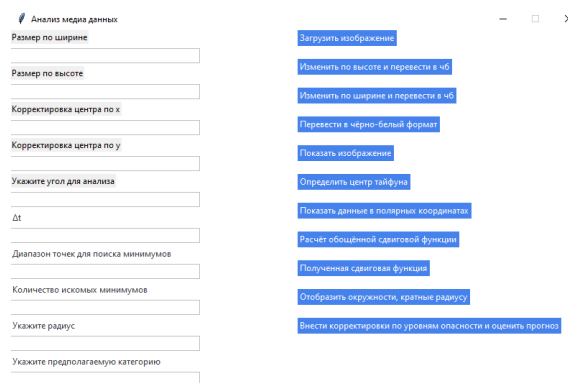 Анализ медиа данных
Размер по ширине
Размер по высоте
Корректировка центра по x
Корректировка центра по y
Укажите угол для анализа
Δt
Диапазон точек для поиска минимумов
Количество искомых минимумов
Укажите радиус
Укажите предполагаемую категорию
Загрузить изображение
Изменить по высоте и перевести в чб
Изменить по ширине и перевести в чб
Перевести в чёрно-белый формат
Показать изображение
Определить центр тайфуна
Показать данные в полярных координатах
Расчёт обощённой сдвиговой функции
Полученная сдвиговая функция
Отобразить окружности, кратные радиусу
Внести корректировки по уровням опасности и оценить прогноз